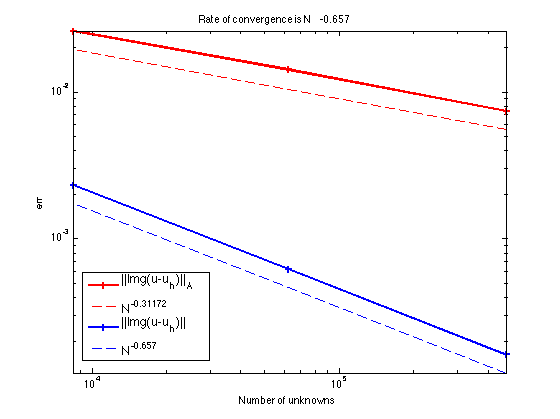 Rate of convergence is N -0.657
10^-2
10^-3
err
||Img(u-u_h)||_A
N^-0.31172
||Img(u-u_h)||
N^-0.657
10^4
10^5
Number of unknowns